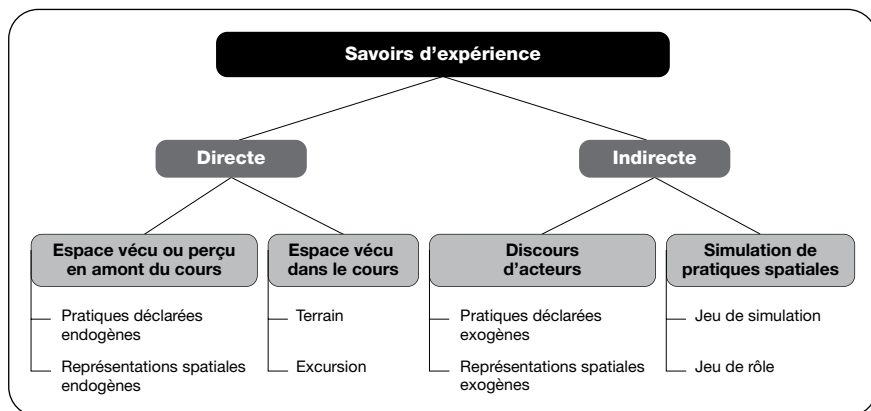 Savoirs d'expérience
Directe
Indirecte
Espace vécu ou perçu
en amont du cours
Espace vécu
dans le cours
Discours
d'acteurs
Simulation de
pratiques spatiales
Pratiques déclarées
endogènes
Représentations spatiales
endogènes
Terrain
Excursion
Pratiques déclarées
exogènes
Représentations spatiales
exogènes
Jeu de simulation
Jeu de rôle